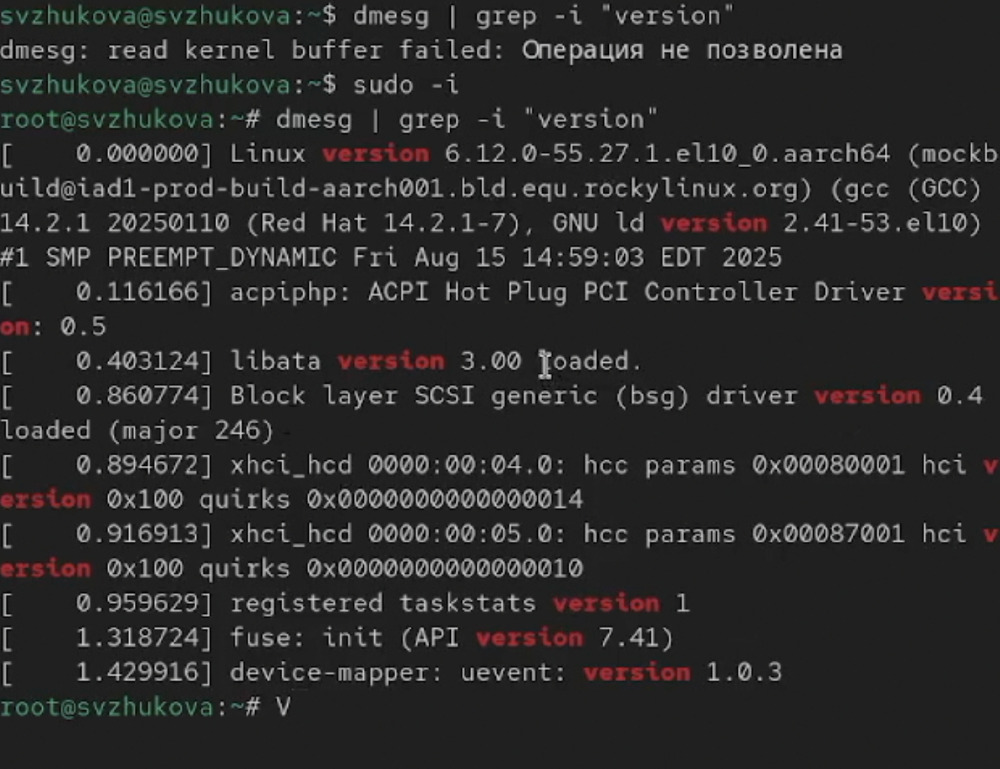 svzhukova@svzhukova:~$ dmesg | grep -i "version"
dmesg: read kernel buffer failed: Операция не позволена
svzhukova@svzhukova:~$ sudo -i
root@svzhukova:~# dmesg | grep -i "version"
[    0.000000] Linux version 6.12.0-55.27.1.el10_0.aarch64 (mockb
uild@iad1-prod-build-aarch001.bld.equ.rockylinux.org) (gcc (GCC)
14.2.1 20250110 (Red Hat 14.2.1-7), GNU ld version 2.41-53.el10)
#1 SMP PREEMPT_DYNAMIC Fri Aug 15 14:59:03 EDT 2025
[    0.116166] acpiphp: ACPI Hot Plug PCI Controller Driver versi
on: 0.5
[    0.403124] libata version 3.00 loaded.
[    0.860774] Block layer SCSI generic (bsg) driver version 0.4
loaded (major 246)
[    0.894672] xhci_hcd 0000:00:04.0: hcc params 0x00080001 hci v
ersion 0x100 quirks 0x0000000000000014
[    0.916913] xhci_hcd 0000:00:05.0: hcc params 0x00087001 hci v
ersion 0x100 quirks 0x0000000000000010
[    0.959629] registered taskstats version 1
[    1.318724] fuse: init (API version 7.41)
[    1.429916] device-mapper: uevent: version 1.0.3
root@svzhukova:~# V